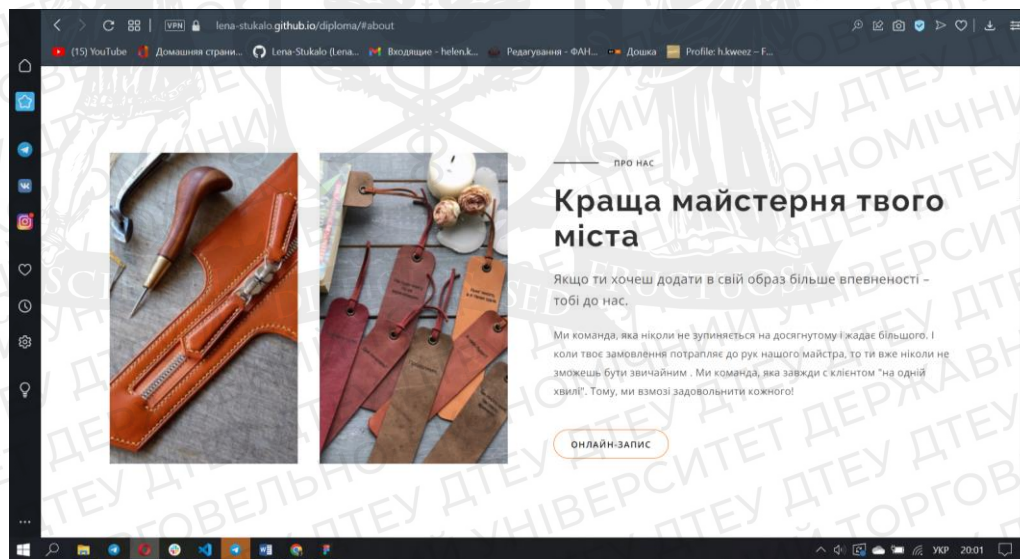 VPN lena-stukalo.github.io/diploma/#about
(15) YouTube Домашняя страни... Lena-Stukalo (Lena... Входящие - helen.k... Редагування - ФАН... Дошка Profile: h.kweez – F...
ПРО НАС
Краща майстерня твого
міста
Якщо ти хочеш додати в свій образ більше впевненості –
тобі до нас.
Ми команда, яка ніколи не зупиняється на досягнутому і жадає більшого. І
коли твоє замовлення потрапляє до рук нашого майстра, то ти вже ніколи не
зможешь бути звичайним . Ми команда, яка завжди с клієнтом "на одній
хвилі". Тому, ми взмозі задовольнити кожного!
ОНЛАЙН-ЗАПИС
УКР 20:01